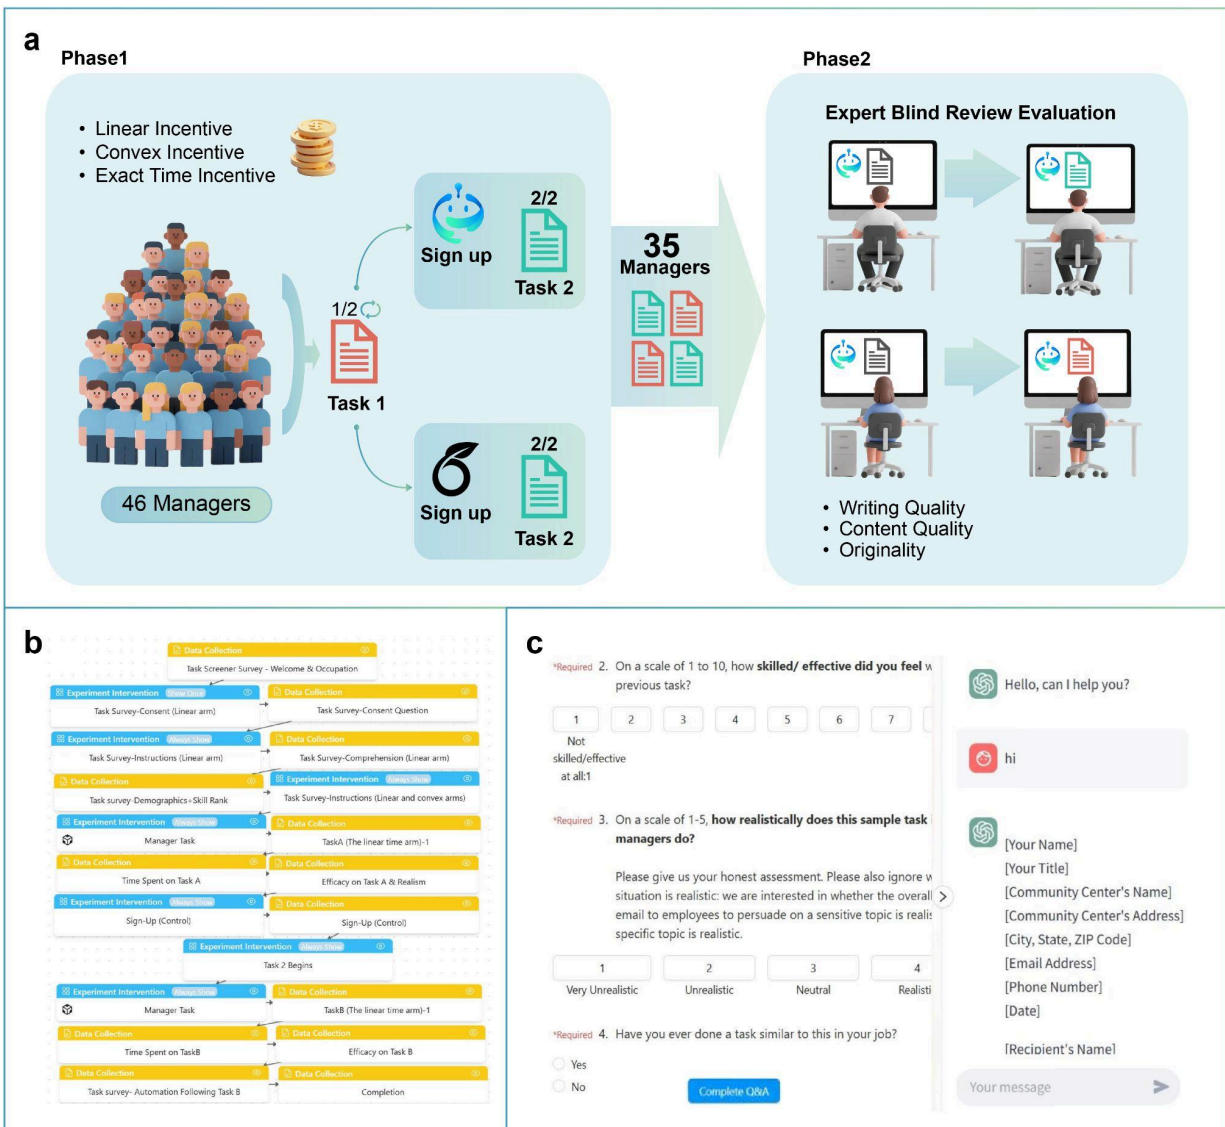 a
Phase1
• Linear Incentive
• Convex Incentive
• Exact Time Incentive
46 Managers
1/2
Task 1
Sign up
2/2
Task 2
Sign up
2/2
Task 2
35
Managers
Phase2
Expert Blind Review Evaluation
• Writing Quality
• Content Quality
• Originality
b
Data Collection
Task Screener Survey - Welcome & Occupation
Experiment Intervention Show Once
Task Survey-Consent (Linear arm)
Data Collection
Task Survey-Consent Question
Experiment Intervention Always Show
Task Survey-Instructions (Linear arm)
Data Collection
Task Survey-Comprehension (Linear arm)
Data Collection
Task survey-Demographics+Skill Rank
Experiment Intervention Always Show
Task Survey-Instructions (Linear and convex arms)
Experiment Intervention Always Show
Manager Task
Data Collection
TaskA (The linear time arm)-1
Data Collection
Time Spent on Task A
Data Collection
Efficacy on Task A & Realism
Experiment Intervention Always Show
Sign-Up (Control)
Data Collection
Sign-Up (Control)
Experiment Intervention Always Show
Task 2 Begins
Experiment Intervention Always Show
Manager Task
Data Collection
TaskB (The linear time arm)-1
Data Collection
Time Spent on TaskB
Data Collection
Efficacy on Task B
Data Collection
Task survey- Automation Following Task B
Data Collection
Completion
c
*Required 2. On a scale of 1 to 10, how skilled/ effective did you feel
previous task?
1 2 3 4 5 6 7
Not
skilled/effective
at all:1
*Required 3. On a scale of 1-5, how realistically does this sample task
managers do?
Please give us your honest assessment. Please also ignore
situation is realistic: we are interested in whether the overall
email to employees to persuade on a sensitive topic is
specific topic is realistic.
1 2 3 4
Very Unrealistic Unrealistic Neutral
*Required 4. Have you ever done a task similar to this in your job?
Yes
No
Complete Q&A
Hello, can I help you?
hi
[Your Name]
[Your Title]
[Community Center's Name]
[Community Center's Address]
[City, State, ZIP Code]
[Email Address]
[Phone Number]
[Date]
[Recipient's Name]
Your message